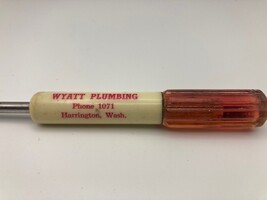 WYATT PLUMBING
Phone 1071
Harrington, Wash.